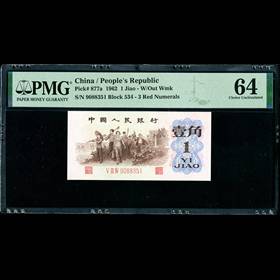 PMG
PAPER MONEY GUARANTY
China / People's Republic
Pick# 877a 1962 1 Jiao - W/Out Wmk
S/N 9088351 Block 534 - 3 Red Numerals
64
Choice Uncirculated
中国人民银行
壹角
1
YI JIAO
9088351